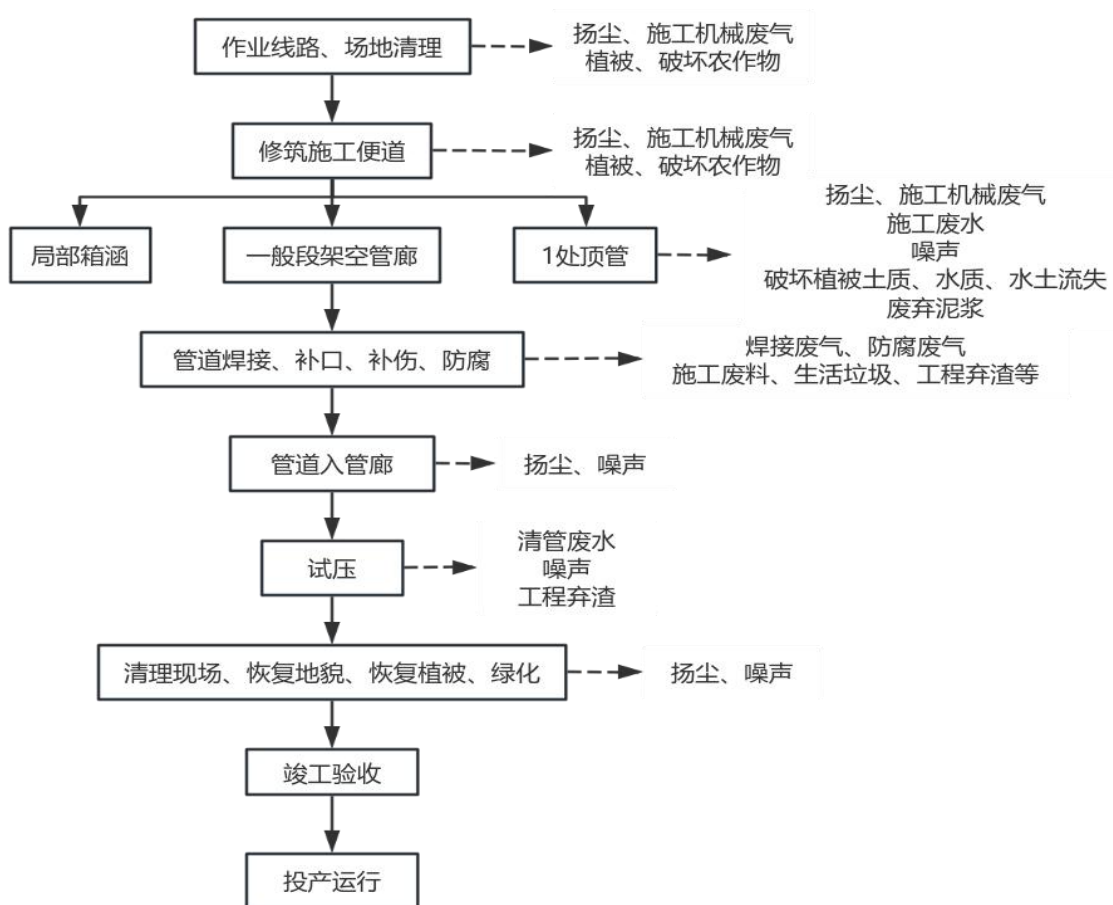 作业线路、场地清理
扬尘、施工机械废气
植被、破坏农作物
修筑施工便道
扬尘、施工机械废气
植被、破坏农作物
局部箱涵
一般段架空管廊
1处顶管
扬尘、施工机械废气
施工废水
噪声
破坏植被土质、水质、水土流失
废弃泥浆
管道焊接、补口、补伤、防腐
焊接废气、防腐废气
施工废料、生活垃圾、工程弃渣等
管道入管廊
扬尘、噪声
试压
清管废水
噪声
工程弃渣
清理现场、恢复地貌、恢复植被、绿化
扬尘、噪声
竣工验收
投产运行